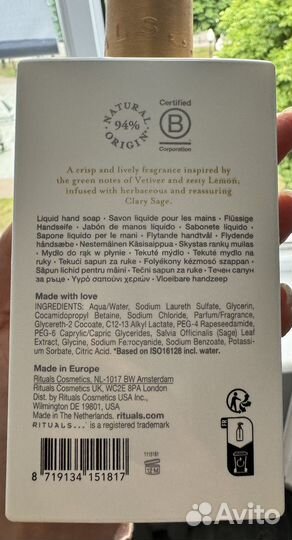 NATURAL ORIGIN
94%
Certified
B
Corporation
A crisp and lively fragrance inspired by
the green notes of Vetiver and zesty Lemon,
infused with herbaceous and reassuring
Clary Sage.
Liquid hand soap • Savon liquide pour les mains • Flüssige
Handseife • Jabón de manos líquido • Sabonete líquido •
Sapone liquido per le mani • Flytande handtvål • Flydende
håndsæbe • Nestemäinen Käsisaippua • Skystas rankų muilas
• Mydło do rąk w płynie • Tekuté mýdlo • Tekuté mydlo na
ruky • Tekući sapun za ruke • Folyékony kézmosó szappan •
Săpun lichid pentru mâini • Tečni sapun za ruke • Течен сапун
за ръце • Υγρό σαπούνι χεριών • Vloeibare handzeep
Made with love
INGREDIENTS: Aqua/Water, Sodium Laureth Sulfate, Glycerin,
Cocamidopropyl Betaine, Sodium Chloride, Parfum/Fragrance,
Glycereth-2 Cocoate, C12-13 Alkyl Lactate, PEG-4 Rapeseedamide,
PEG-6 Caprylic/Capric Glycerides, Salvia Officinalis (Sage) Leaf
Extract, Glycine, Sodium Fecynenide, Sodium Benzoate, Potas-
sium Sorbate, Citric Acid. *Based on ISO16128 incl. water.
Made in Europe
Rituals Cosmetics, NL-1017 BW Amsterdam
Rituals Cosmetics UK, WC2E 8PA London
Dist. by Rituals Cosmetics USA Inc.,
Wilmington DE 19801, USA
Made in The Netherlands. rituals.com
RITUALS... is a registered trademark
1115181
12 M
8 719134 151817
Avito